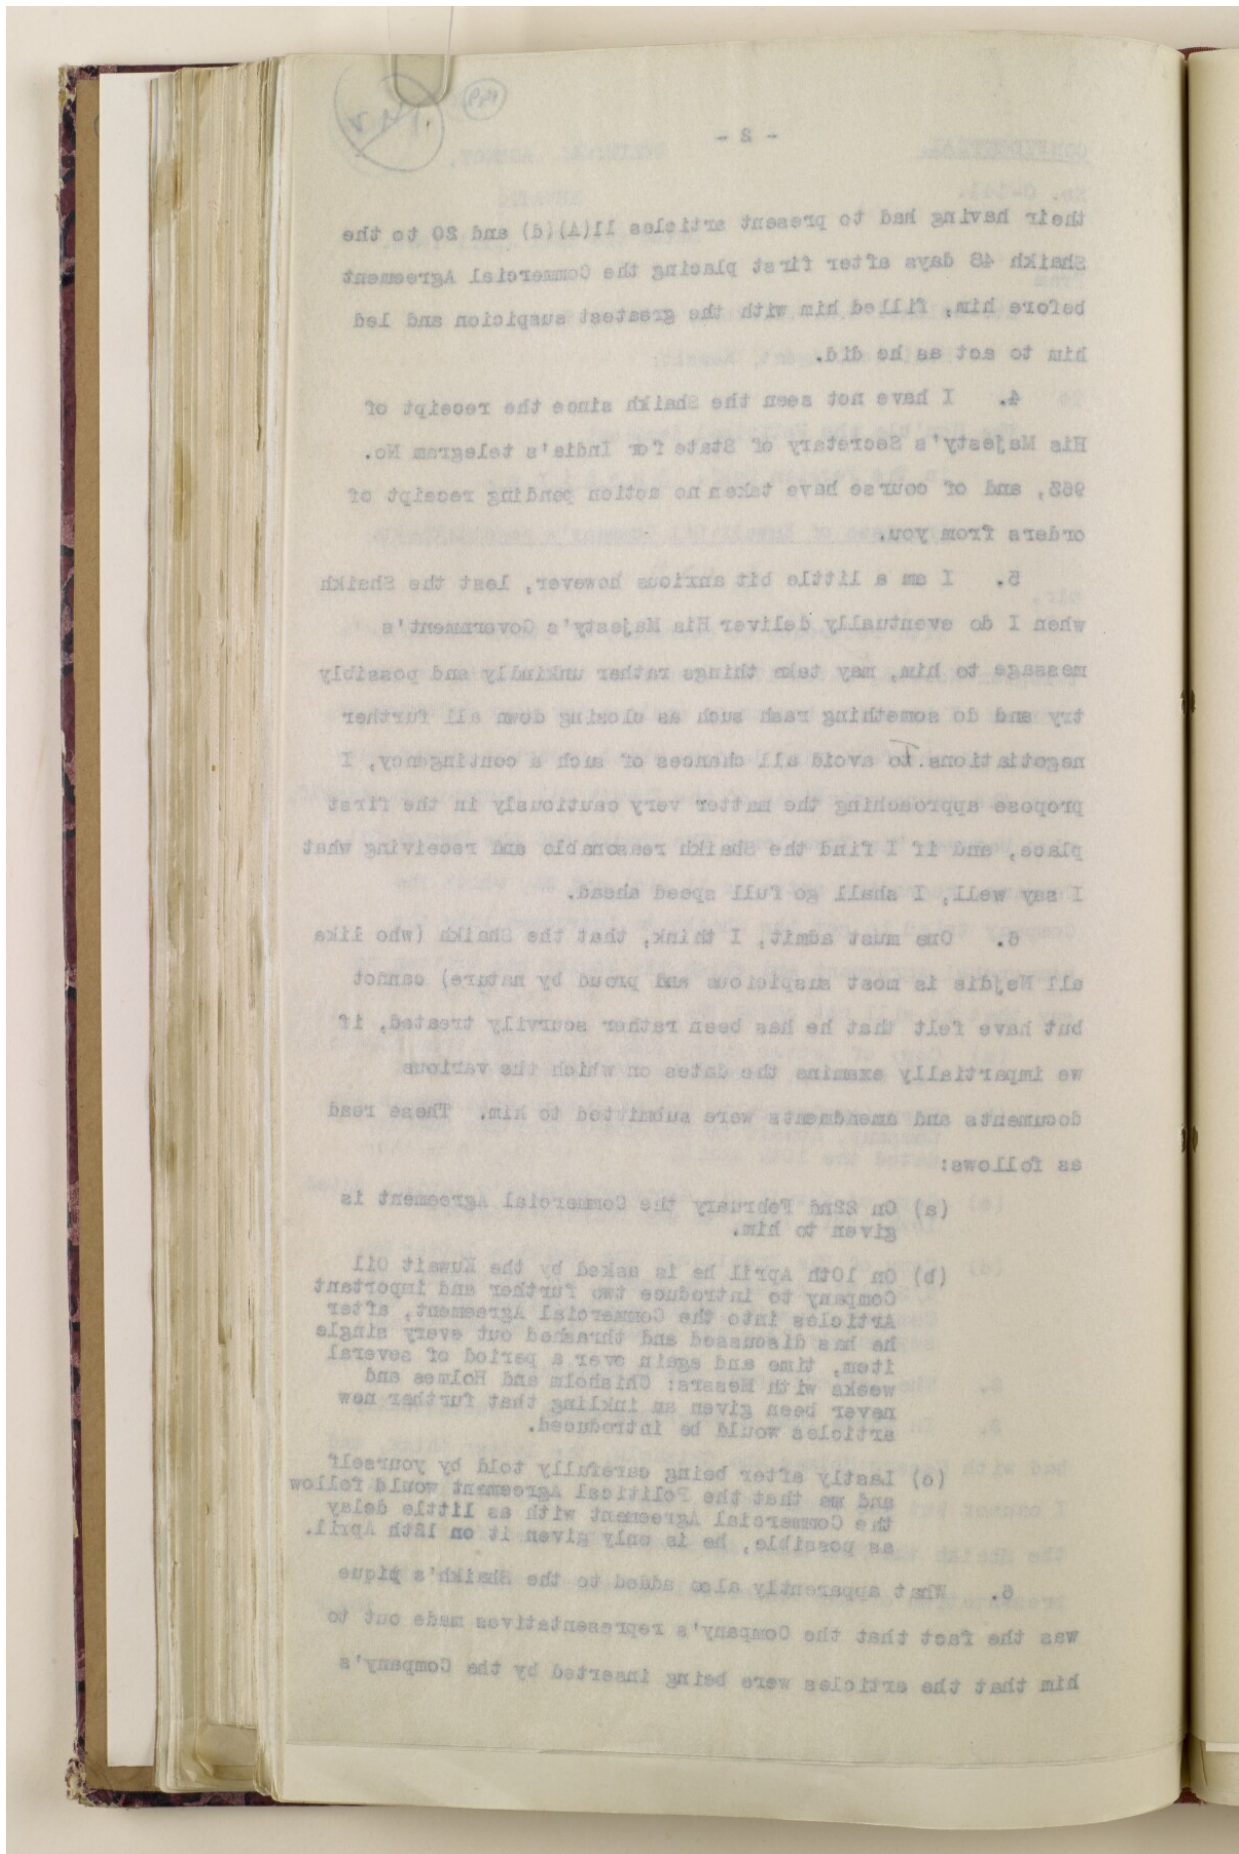 - 2 -
their having had to present articles 11(A)(d) and 20 to the
Shaikh 48 days after first placing the Commercial Agreement
before him, filled him with the greatest suspicion and led
him to act as he did.
4. I have not seen the Shaikh since the receipt of
His Majesty's Secretary of State for India's telegram No.
963, and of course have taken no action pending receipt of
orders from you.
5. I am a little bit anxious however, lest the Shaikh
when I do eventually deliver His Majesty's Government's
message to him, may take things rather unkindly and possibly
try and do something rash such as closing down all further
negotiations. To avoid all chances of such a contingency, I
propose approaching the matter very cautiously in the first
place, and if I find the Shaikh reasonable and receiving what
I say well, I shall go full speed ahead.
6. One must admit, I think, that the Shaikh (who like
all Nejdis is most suspicious and proud by nature) cannot
but have felt that he has been rather scurvily treated, if
we impartially examine the dates on which the various
documents and amendments were submitted to him. These read
as follows:
(a) On 22nd February the Commercial Agreement is
given to him.
(b) On 10th April he is asked by the Kuwait Oil
Company to introduce two further and important
Articles into the Commercial Agreement, after
he has discussed and thrashed out every single
item, time and again over a period of several
weeks with Messrs: Chisholm and Holmes and
never been given an inkling that further new
articles would be introduced.
(c) Lastly after being carefully told by yourself
and me that the Political Agreement would follow
the Commercial Agreement with as little delay
as possible, he is only given it on 12th April.
6. What apparently also added to the Shaikh's pique
was the fact that the Company's representatives made out to
him that the articles were being inserted by the Company's